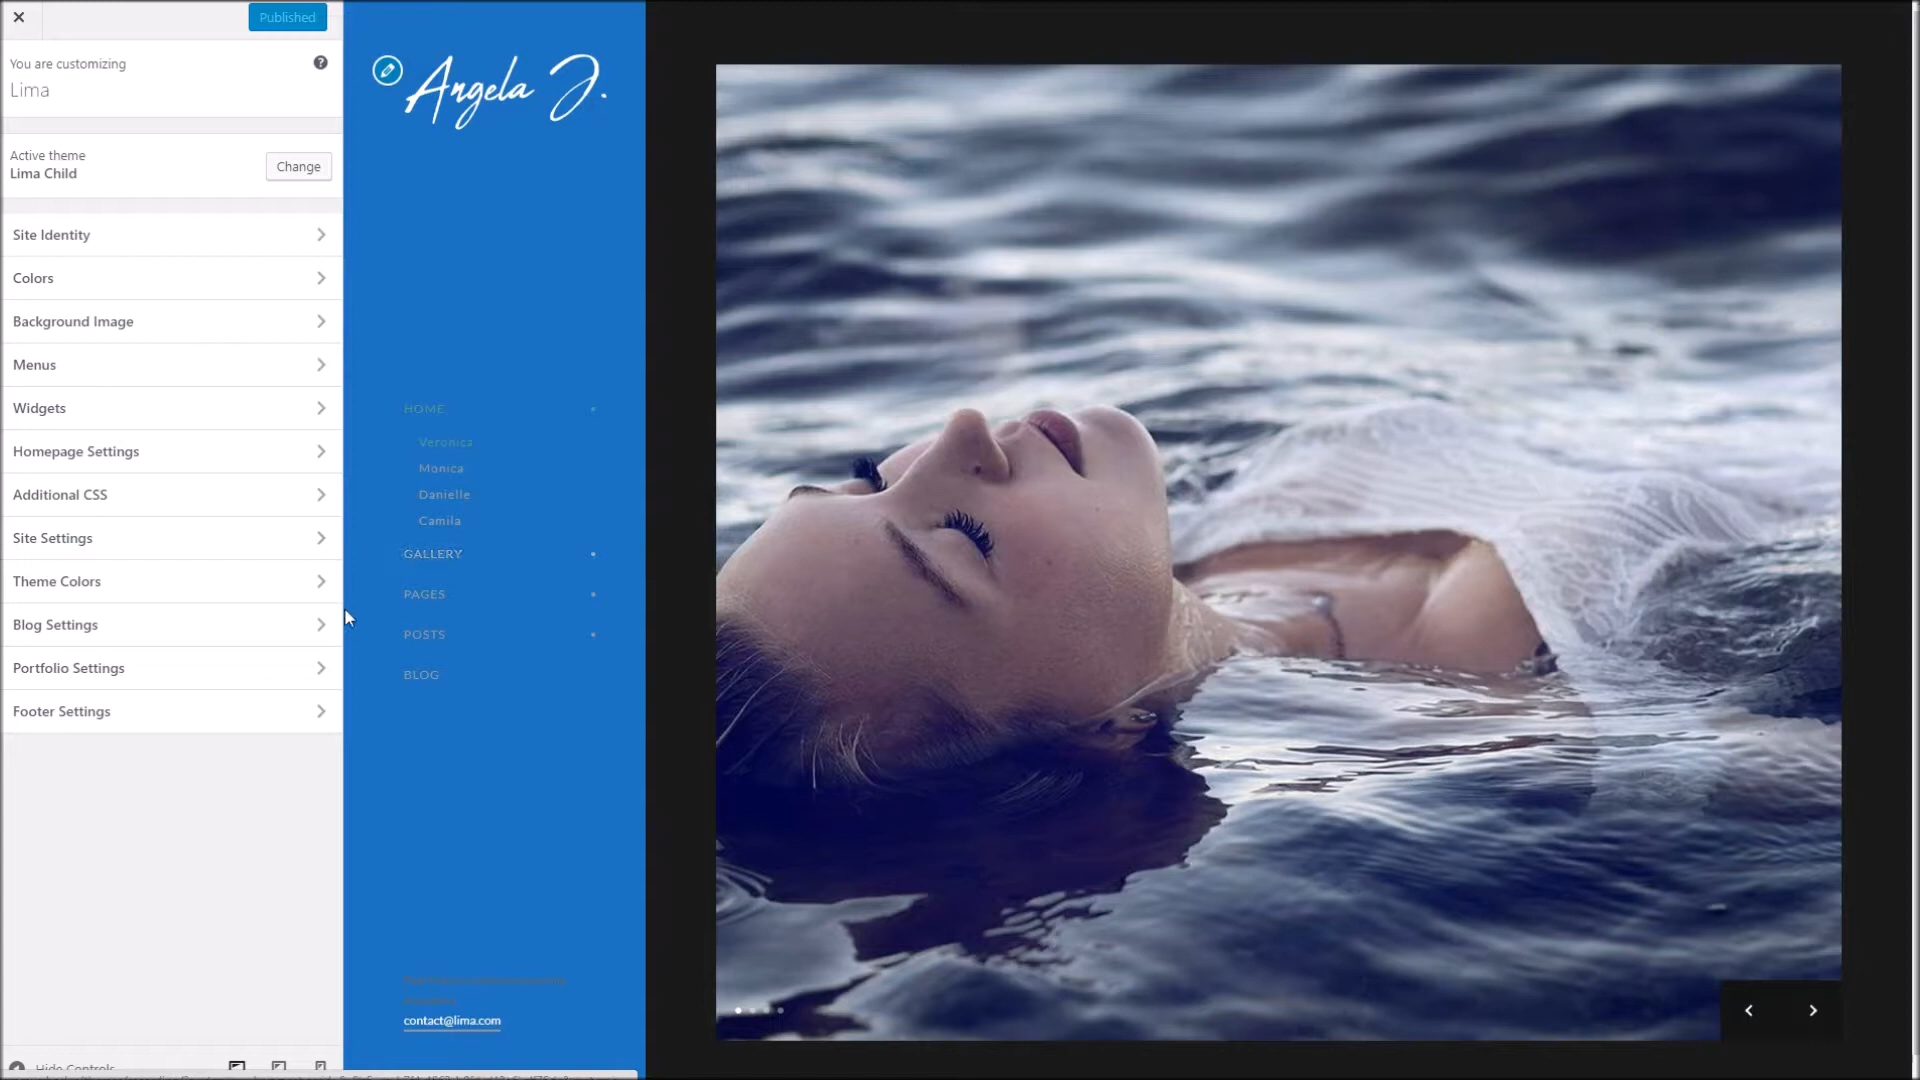 Published
You are customizing
Lima
Active theme
Lima Child
Change
Site Identity
Colors
Background Image
Menus
Widgets
Homepage Settings
Additional CSS
Site Settings
Theme Colors
Blog Settings
Portfolio Settings
Footer Settings
Hide Controls
Angela J.
HOME
Veronica
Monica
Danielle
Camila
GALLERY
PAGES
POSTS
BLOG
contact@lima.com